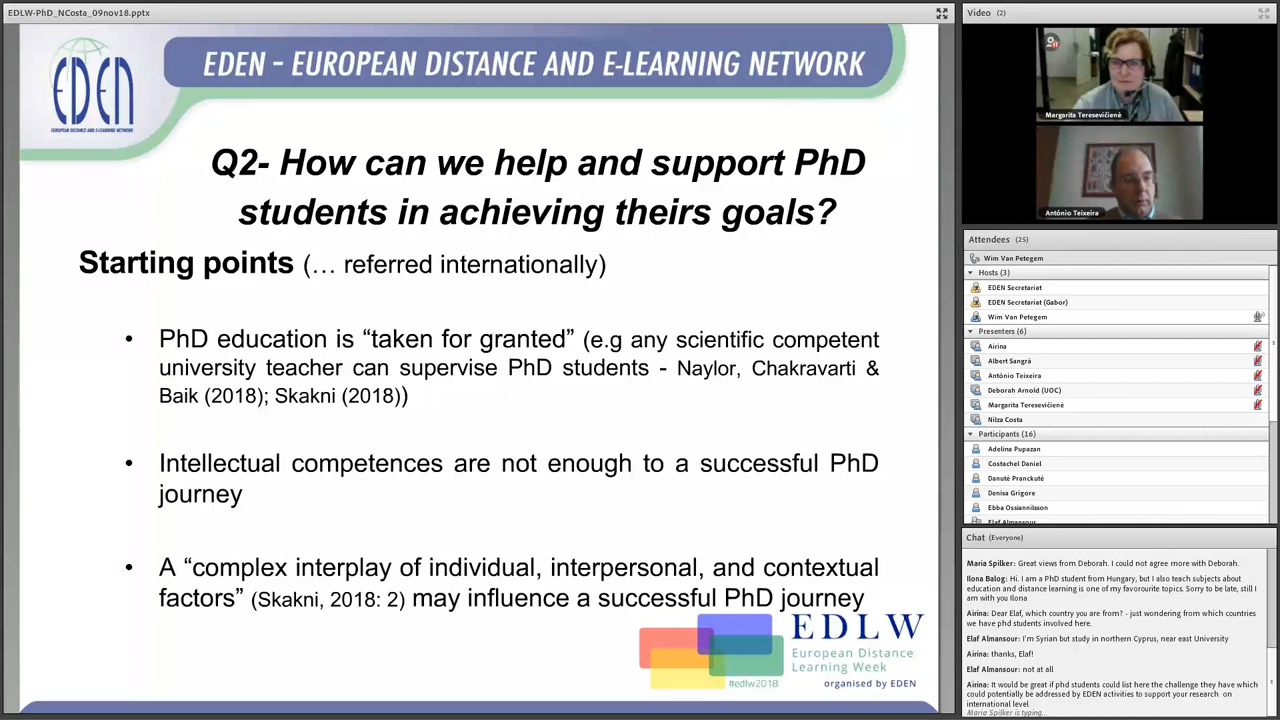 EDLW-PhD_NCosta_09nov18.pptx
EDEN
EUROPEAN DISTANCE AND E-LEARNING NETWORK
EDEN – EUROPEAN DISTANCE AND E-LEARNING NETWORK
Q2- How can we help and support PhD
students in achieving theirs goals?
Starting points (… referred internationally)
• PhD education is “taken for granted” (e.g any scientific competent
university teacher can supervise PhD students - Naylor, Chakravarti &
Baik (2018); Skakni (2018))
• Intellectual competences are not enough to a successful PhD
journey
• A “complex interplay of individual, interpersonal, and contextual
factors” (Skakni, 2018: 2) may influence a successful PhD journey
EDLW
European Distance
Learning Week
#edlw2018
organised by EDEN
Video (2)
Margarita Teresevičienė
António Teixeira
Attendees (25)
Wim Van Petegem
Hosts (3)
EDEN Secretariat
EDEN Secretariat (Gabor)
Wim Van Petegem
Presenters (6)
Airina
Albert Sangrà
António Teixeira
Deborah Arnold (UOC)
Margarita Teresevičienė
Nilza Costa
Participants (16)
Adelina Pupazan
Costachel Daniel
Danutė Pranckutė
Denisa Grigore
Ebba Ossiannilsson
Elaf Almansour
Chat (Everyone)
Maria Spilker: Great views from Deborah. I could not agree more with Deborah.
Ilona Balog: Hi. I am a PhD student from Hungary, but I also teach subjects about
education and distance learning is one of my favourite topics. Sorry to be late, still I
am with you Ilona
Airina: Dear Elaf, which country you are from? - just wondering from which countries
we have phd students involved here.
Elaf Almansour: I'm Syrian but study in northern Cyprus, near east University
Airina: thanks, Elaf!
Elaf Almansour: not at all
Airina: It would be great if phd students could list here the challenge they have which
could potentially be addressed by EDEN activities to support your research on
international level
Maria Spilker is typing...